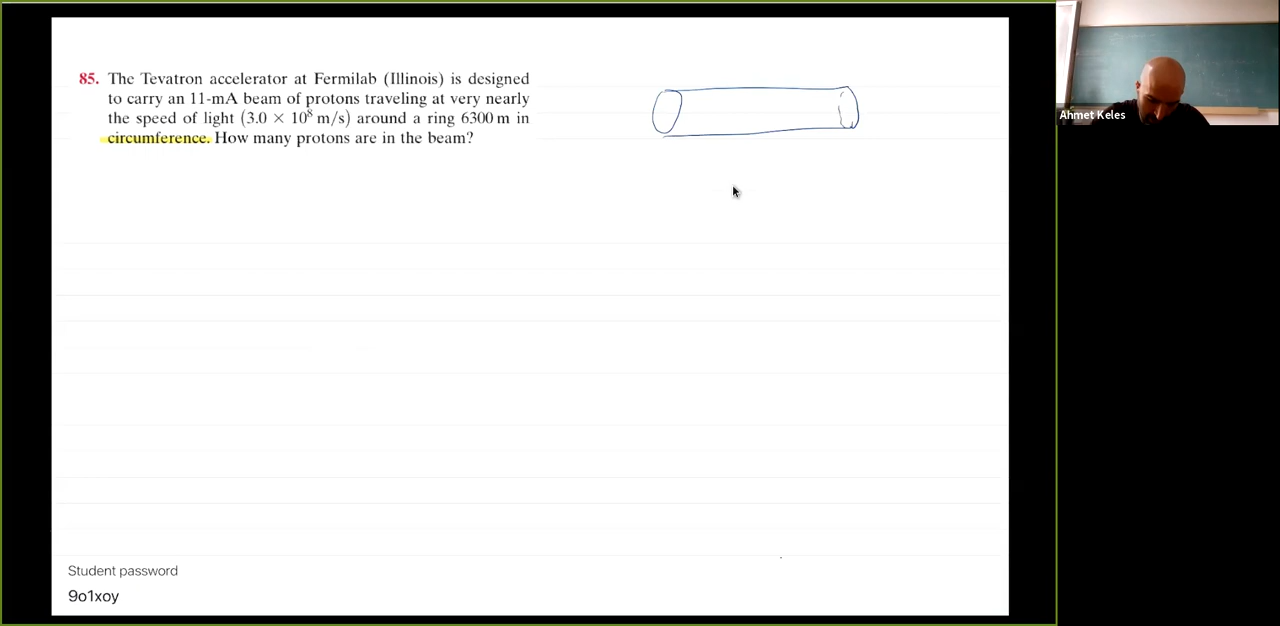 85. The Tevatron accelerator at Fermilab (Illinois) is designed
to carry an 11-mA beam of protons traveling at very nearly
the speed of light (3.0 × 10⁸ m/s) around a ring 6300 m in
circumference. How many protons are in the beam?
Ahmet Keles
Student password
9o1xoy